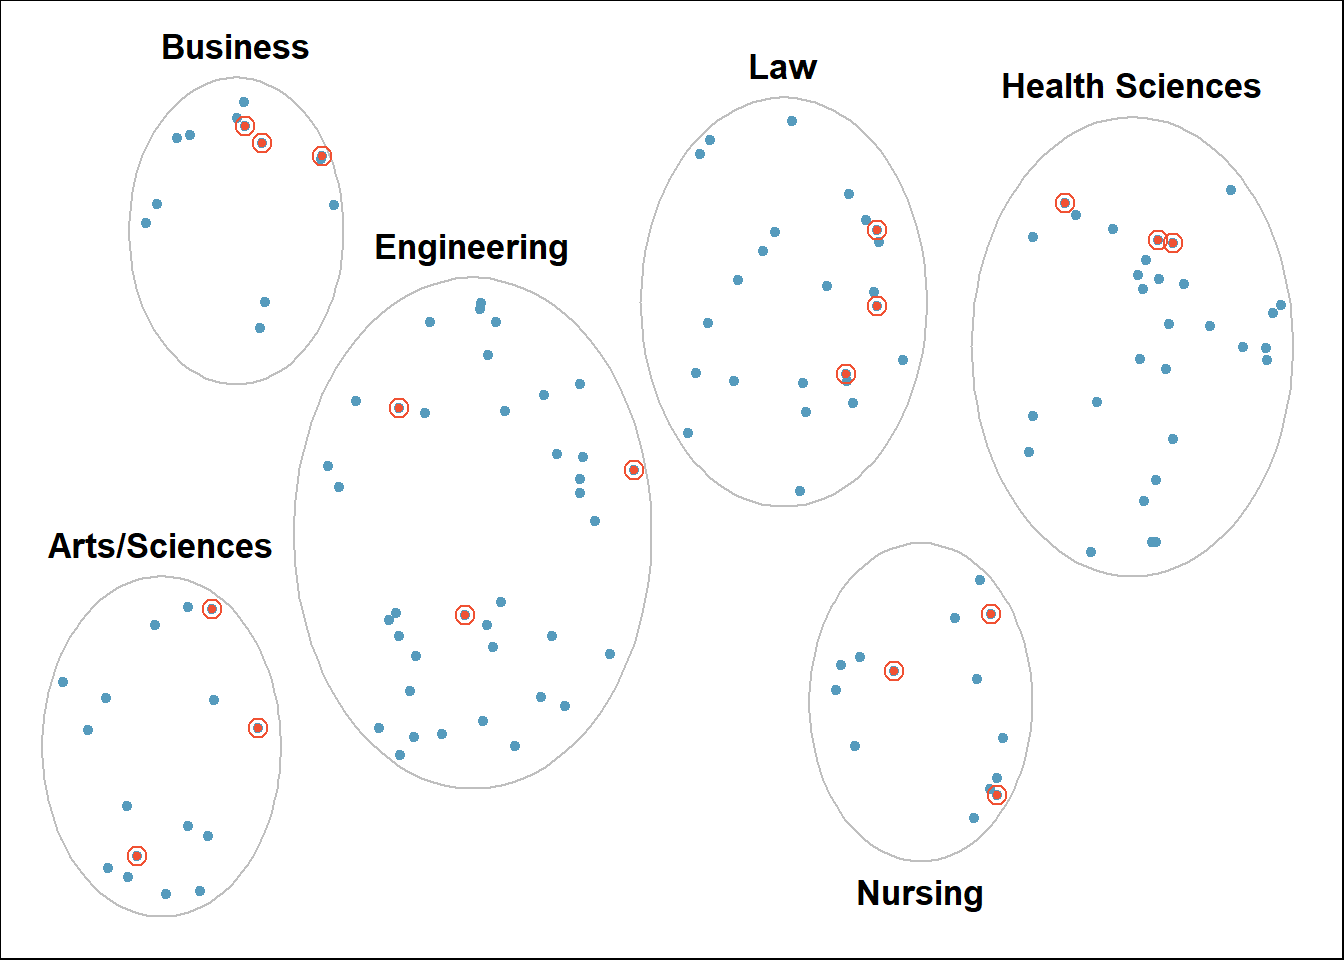 Business
Law
Health Sciences
Engineering
Arts/Sciences
Nursing